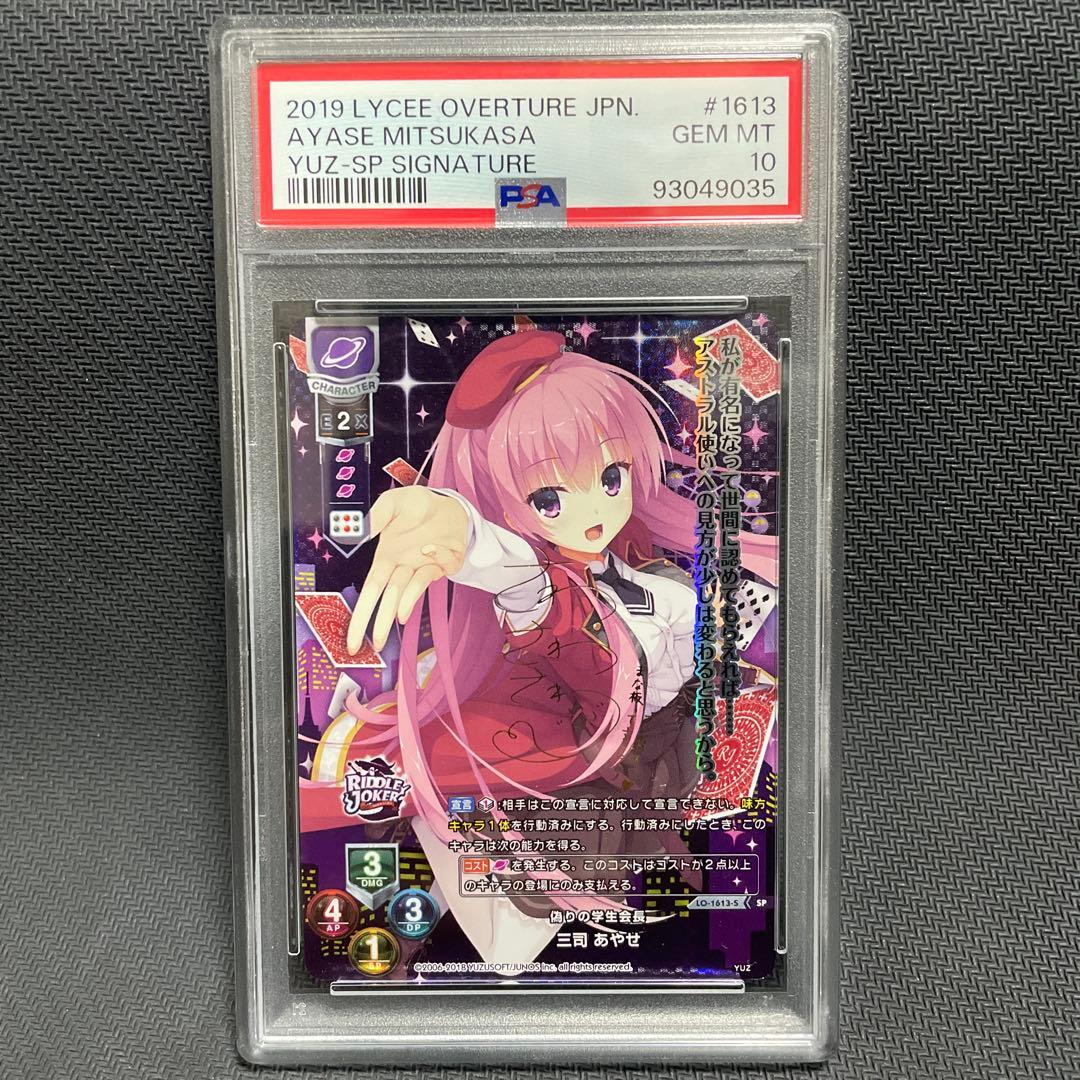 2019 LYCEE OVERTURE JPN. #1613
AYASE MITSUKASA GEM MT
YUZ-SP SIGNATURE 10
PSA 93049035
CHARACTER
E 2 X
私が有名になって世間に認めてもらえれば……
アストラル使いへの見方が少しは変わると思うから。
まな板
RIDDLE
JOKER
宣言 :相手はこの宣言に対応して宣言できない。味方
キャラ1体を行動済みにする。行動済みにしたとき、この
キャラは次の能力を得る。
コスト を発生する。このコストはコストが2点以上
のキャラの登場にのみ支払える。
3
DMG
4
AP
3
DP
1
SP
LO-1613-S SP
偽りの学生会長
三司 あやせ
©2006-2018 YUZUSOFT/JUNOS Inc. all rights reserved.
YUZ